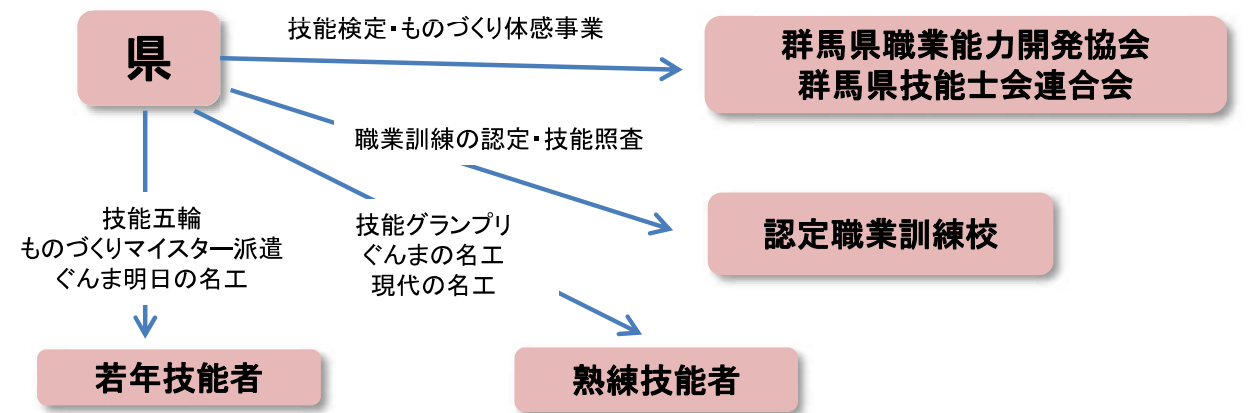 県
技能検定・ものづくり体感事業
群馬県職業能力開発協会
群馬県技能士会連合会
職業訓練の認定・技能照査
認定職業訓練校
技能五輪
ものづくりマイスター派遣
ぐんま明日の名工
技能グランプリ
ぐんまの名工
現代の名工
若年技能者
熟練技能者